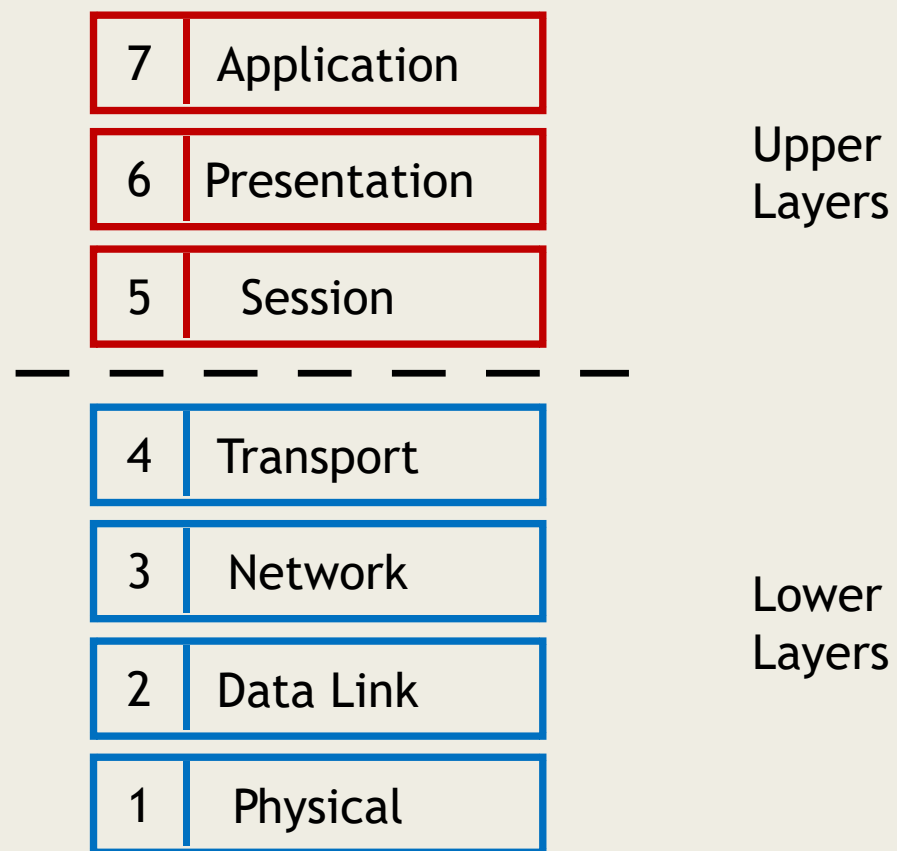 7 Application
6 Presentation
5 Session
Upper
Layers
4 Transport
3 Network
2 Data Link
1 Physical
Lower
Layers